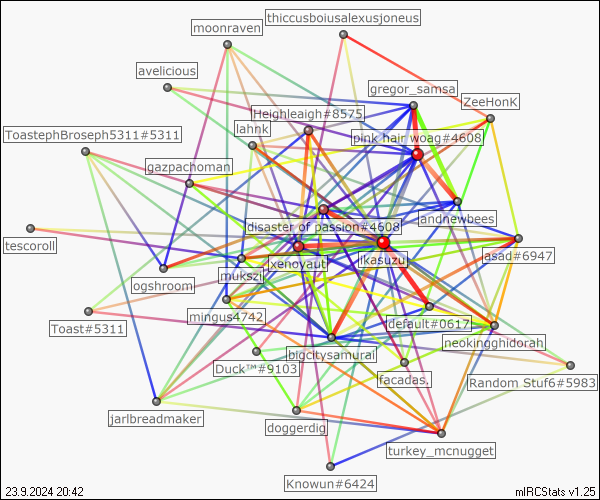 thiccusboiusalexusjoneus
moonraven
avelicious
gregor_samsa
ZeeHonK
Heighleaigh#8575
lahnk
ToastephBroseph5311#5311
pink hair woag#4608
gazpachoman
andnewbees
disaster of passion#4608
tescoroll
mukszi
xenoyaut
ikasuzu
asad#6947
ogshroom
mingus4742
default#0617
Toast#5311
neokingghidorah
bigcitysamurai
Duck™#9103
facadas.
Random Stuf6#5983
jarlbreadmaker
doggerdig
turkey_mcnugget
Knowun#6424
23.9.2024 20:42
mIRCStats v1.25